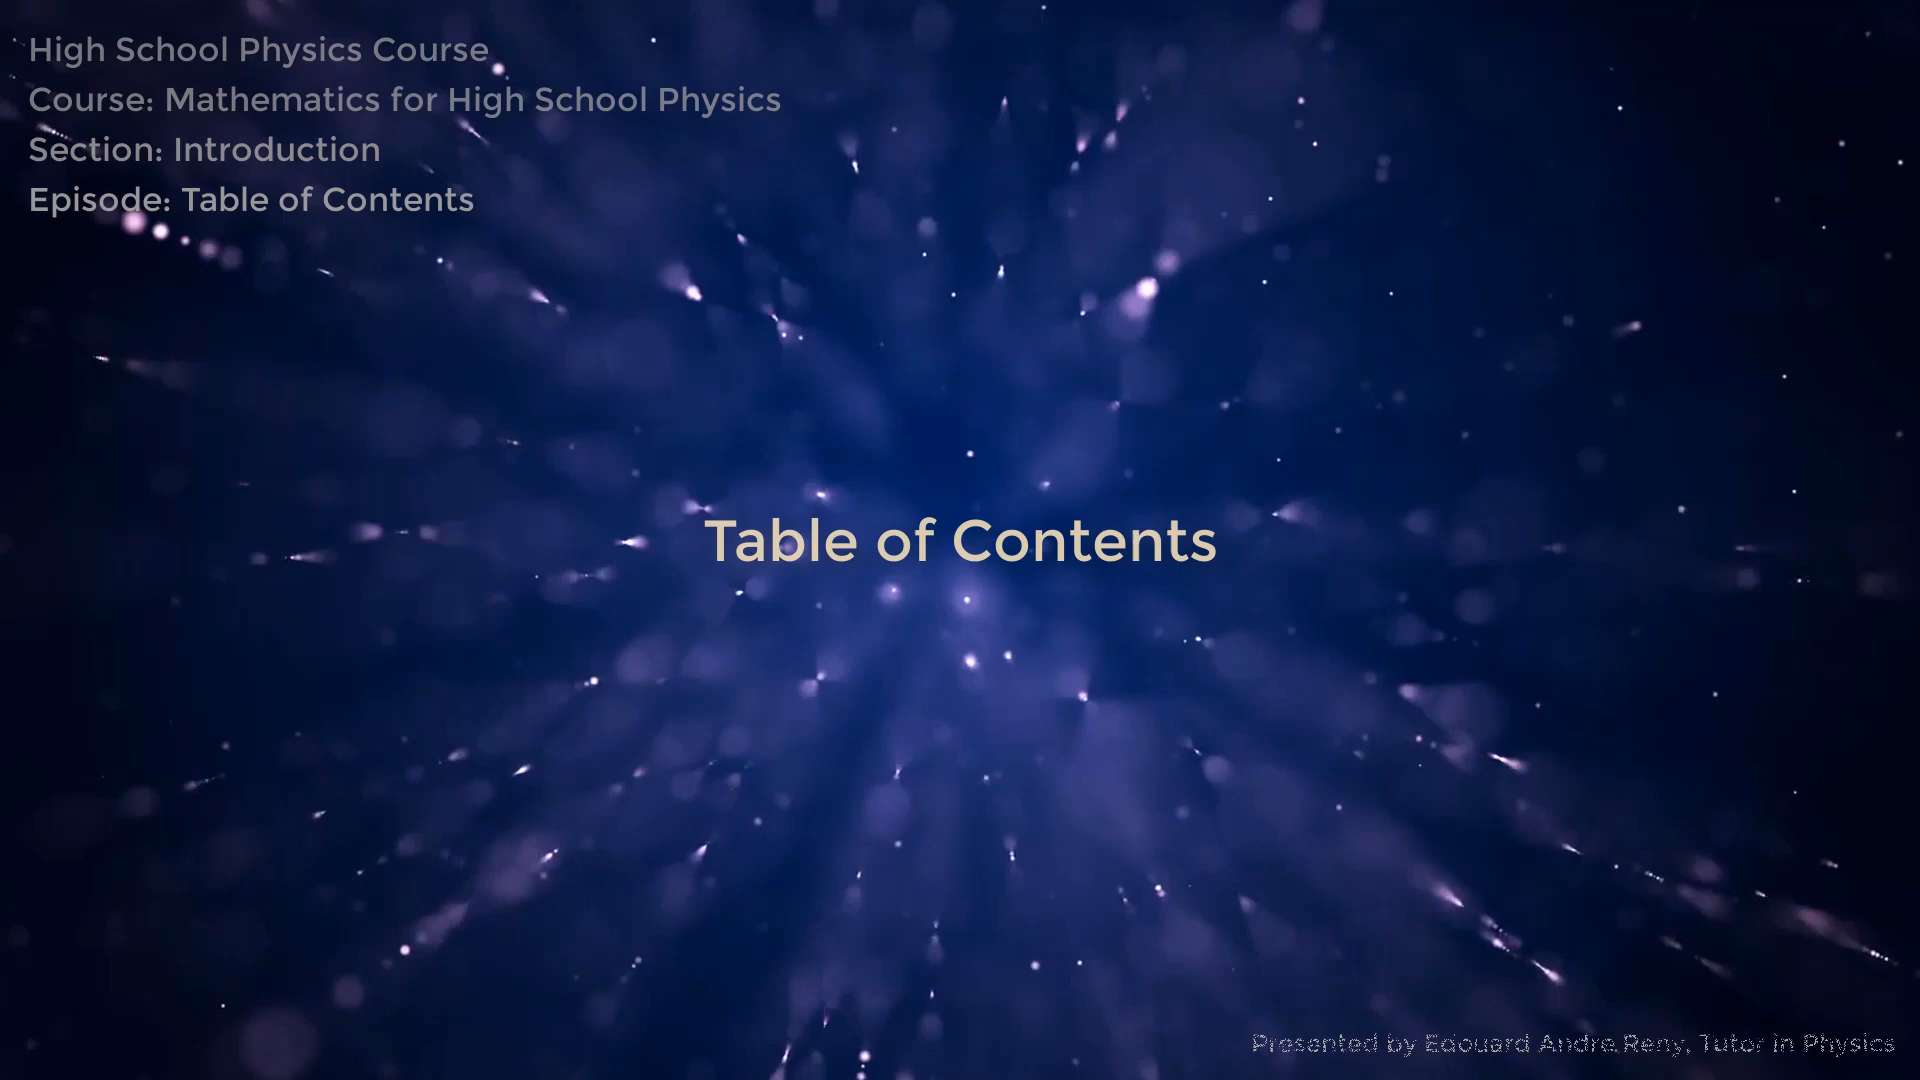 High School Physics Course
Course: Mathematics for High School Physics
Section: Introduction
Episode: Table of Contents
Table of Contents
Presented by Edouard Andre Reny, Tutor in Physics